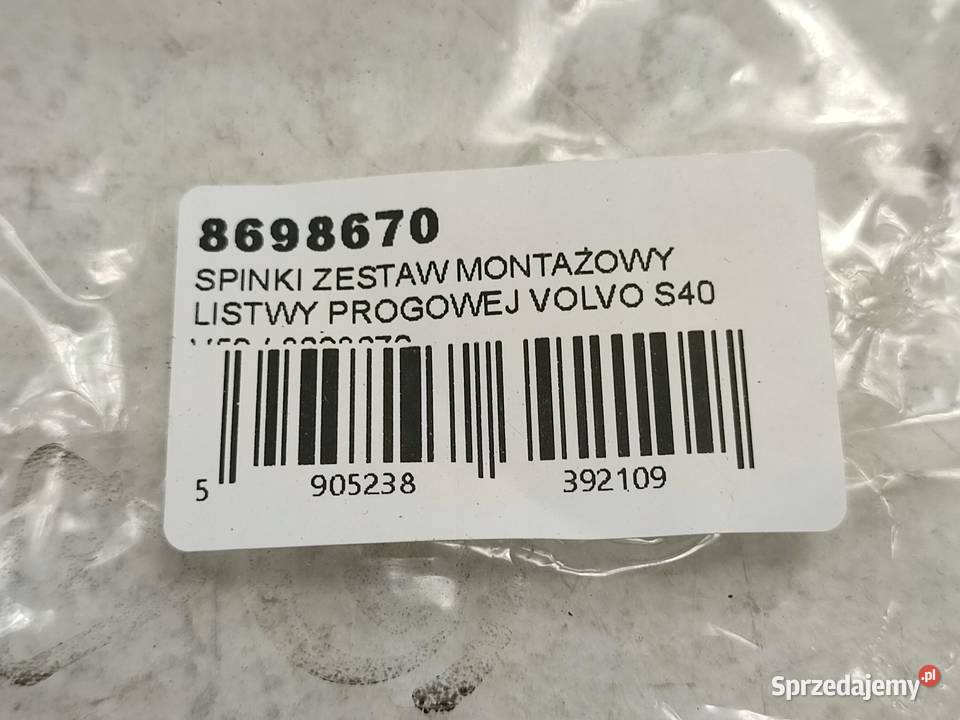 8698670
SPINKI ZESTAW MONTAŻOWY
LISTWY PROGOWEJ VOLVO S40
5 905238 392109
Sprzedajemy.pl